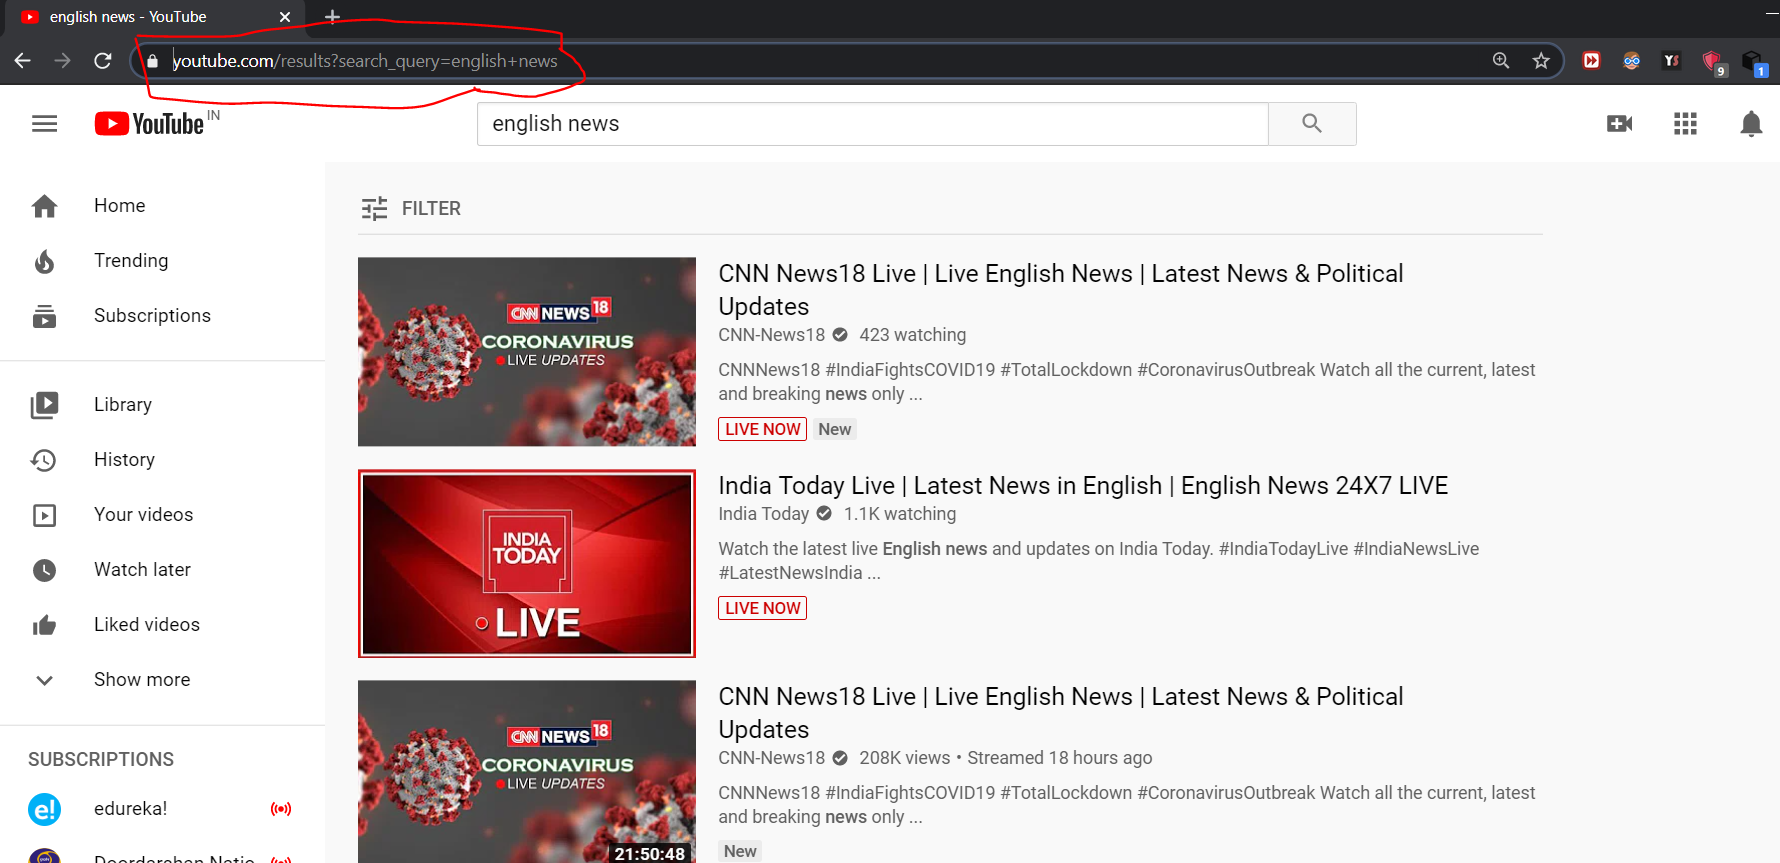 english news - YouTube
youtube.com/results?search_query=english+news
YS
9
1
YouTube IN
english news
Home
Trending
Subscriptions
Library
History
Your videos
Watch later
Liked videos
Show more
SUBSCRIPTIONS
e!
edureka!
Doordarshan Natio
FILTER
CNN NEWS 18
CORONAVIRUS
LIVE UPDATES
CNN News18 Live | Live English News | Latest News & Political
Updates
CNN-News18 423 watching
CNNNews18 #IndiaFightsCOVID19 #TotalLockdown #CoronavirusOutbreak Watch all the current, latest
and breaking news only ...
LIVE NOW New
INDIA
TODAY
LIVE
India Today Live | Latest News in English | English News 24X7 LIVE
India Today 1.1K watching
Watch the latest live English news and updates on India Today. #IndiaTodayLive #IndiaNewsLive
#LatestNewsIndia ...
LIVE NOW
CNN NEWS 18
CORONAVIRUS
LIVE UPDATES
21:50:48
CNN News18 Live | Live English News | Latest News & Political
Updates
CNN-News18 208K views • Streamed 18 hours ago
CNNNews18 #IndiaFightsCOVID19 #TotalLockdown #CoronavirusOutbreak Watch all the current, latest
and breaking news only ...
New